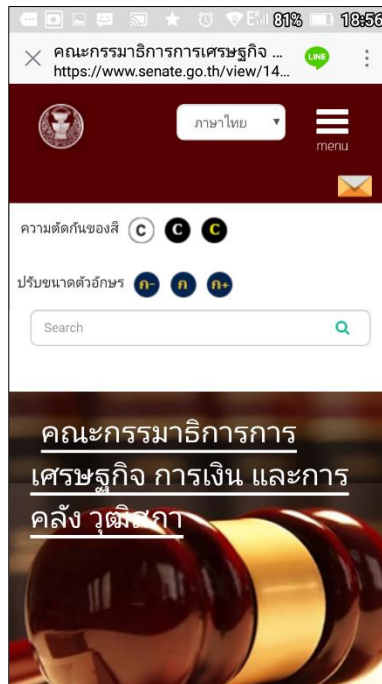 81% 18:56
คณะกรรมาธิการการเศรษฐกิจ ...
https://www.senate.go.th/view/14...
LINE
ภาษาไทย
menu
ความตัดกันของสี C C C
ปรับขนาดตัวอักษร ก- ก ก+
Search
คณะกรรมาธิการการ
เศรษฐกิจ การเงิน และการ
คลัง วุฒิสภา